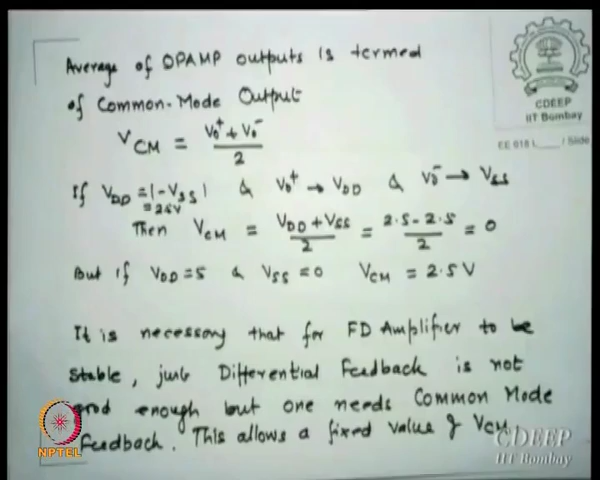 Average of OPAMP outputs is termed
of Common-Mode Output
VCM = (V0+ + V0-) / 2
If VDD = |-VSS| & V0+ → VDD & V0- → VSS
= 2.5V
Then VCM = (VDD + VSS) / 2 = (2.5 - 2.5) / 2 = 0
But if VDD = 5 & VSS = 0 VCM = 2.5 V
It is necessary that for FD Amplifier to be
stable, just Differential Feedback is not
good enough but one needs Common Mode
Feedback. This allows a fixed value of VCM
CDEEP
IIT Bombay
EE 618 L / Slide
NPTEL
CDEEP
IIT Bombay